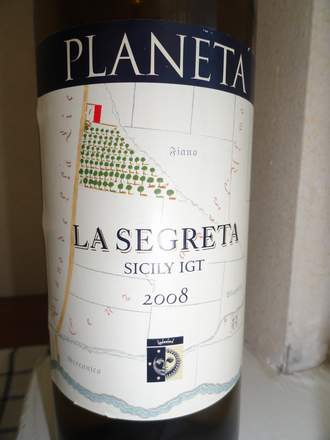 PLANETA
Fiano
LA SEGRETA
SICILY IGT
2008